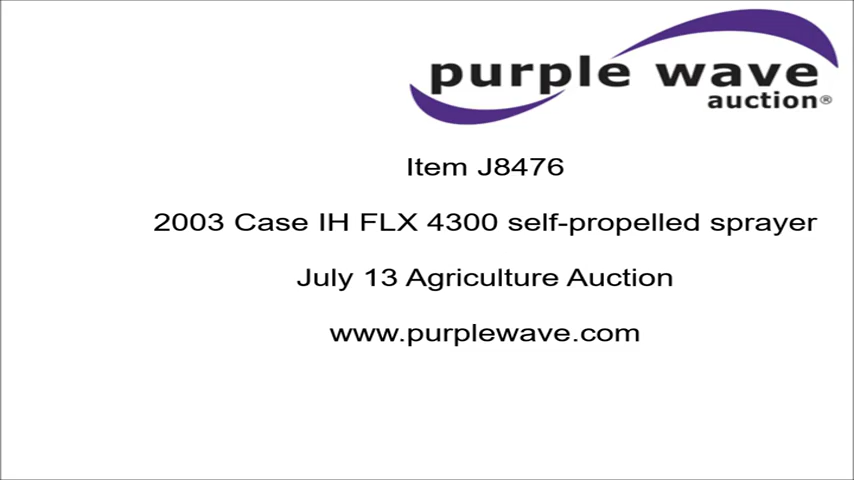 purple wave
auction®
Item J8476
2003 Case IH FLX 4300 self-propelled sprayer
July 13 Agriculture Auction
www.purplewave.com